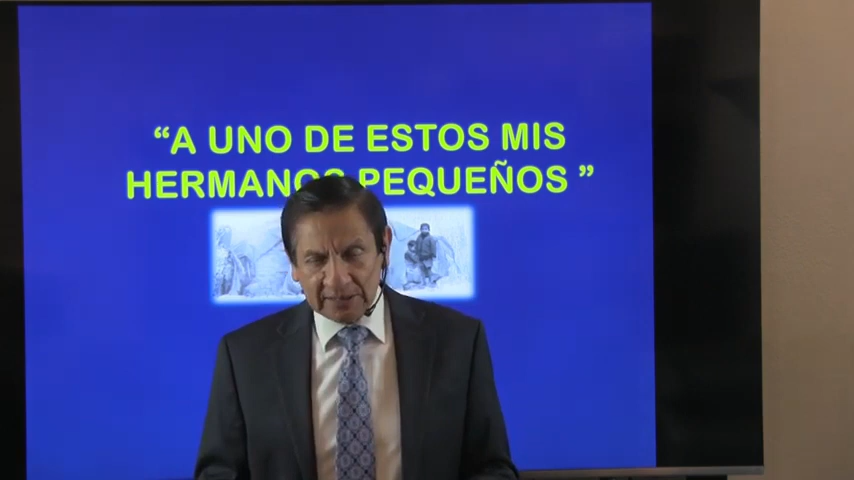 “A UNO DE ESTOS MIS
HERMANOS PEQUEÑOS ”